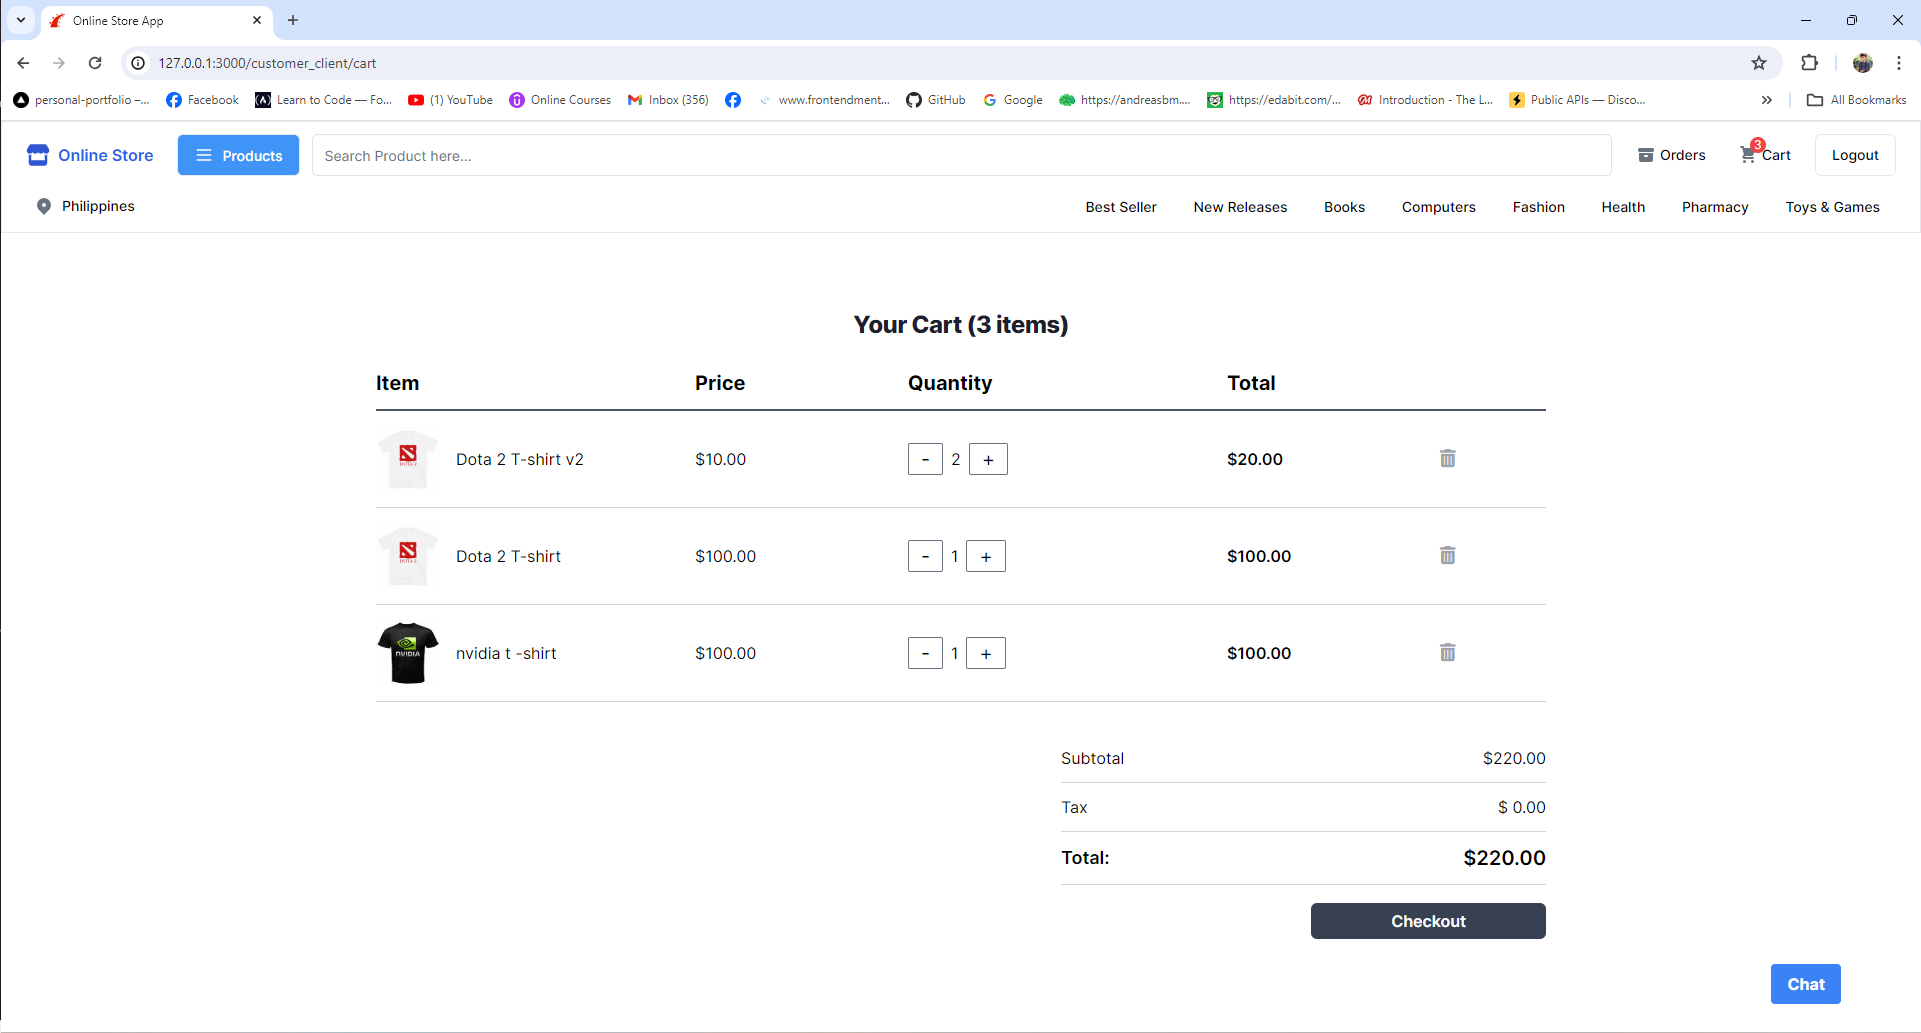 Online Store App
127.0.0.1:3000/customer_client/cart
personal-portfolio –... Facebook Learn to Code — Fo... (1) YouTube Online Courses Inbox (356) www.frontendment... GitHub Google https://andreasbm.... https://edabit.com/... Introduction - The L... Public APIs — Disco... All Bookmarks
Online Store Products Search Product here... Orders 3 Cart Logout
Philippines Best Seller New Releases Books Computers Fashion Health Pharmacy Toys & Games
Your Cart (3 items)
Item Price Quantity Total
DOTA 2 Dota 2 T-shirt v2 $10.00 - 2 + $20.00
DOTA 2 Dota 2 T-shirt $100.00 - 1 + $100.00
NVIDIA nvidia t -shirt $100.00 - 1 + $100.00
Subtotal $220.00
Tax $ 0.00
Total: $220.00
Checkout
Chat